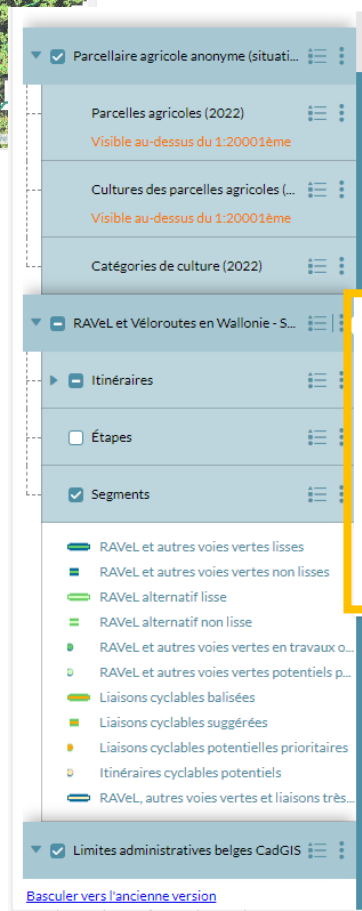 Parcellaire agricole anonyme (situati...
Parcelles agricoles (2022)
Visible au-dessus du 1:20001ème
Cultures des parcelles agricoles (...
Visible au-dessus du 1:20001ème
Catégories de culture (2022)
RAVeL et Véloroutes en Wallonie - S...
Itinéraires
Étapes
Segments
RAVeL et autres voies vertes lisses
RAVeL et autres voies vertes non lisses
RAVeL alternatif lisse
RAVeL alternatif non lisse
RAVeL et autres voies vertes en travaux o...
RAVeL et autres voies vertes potentiels p...
Liaisons cyclables balisées
Liaisons cyclables suggérées
Liaisons cyclables potentielles prioritaires
Itinéraires cyclables potentiels
RAVeL, autres voies vertes et liaisons très...
Limites administratives belges CadGIS
Basculer vers l'ancienne version